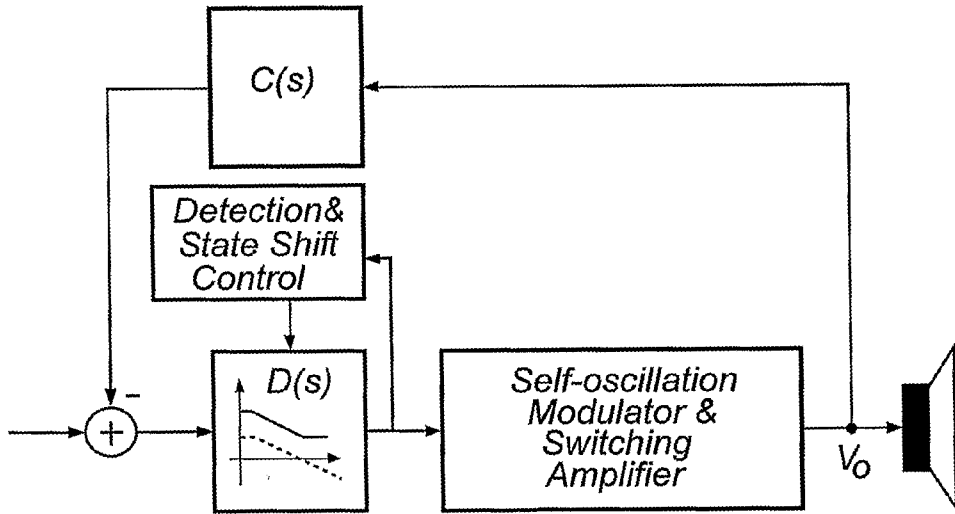 C(s)
Detection&
State Shift
Control
D(s)
-
+
Self-oscillation
Modulator &
Switching
Amplifier
Vo